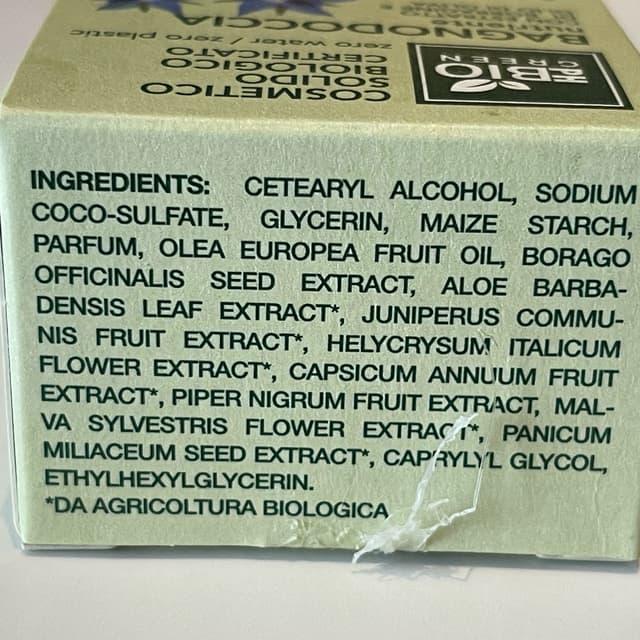 COSMETICO
SOLIDO
BIOLOGICO
CERTIFICATO
zero water / zero plastic
BAGNODOCCIA
BIO
INGREDIENTS: CETEARYL ALCOHOL, SODIUM
COCO-SULFATE, GLYCERIN, MAIZE STARCH,
PARFUM, OLEA EUROPEA FRUIT OIL, BORAGO
OFFICINALIS SEED EXTRACT, ALOE BARBA-
DENSIS LEAF EXTRACT*, JUNIPERUS COMMU-
NIS FRUIT EXTRACT*, HELYCRYSUM ITALICUM
FLOWER EXTRACT*, CAPSICUM ANNUUM FRUIT
EXTRACT*, PIPER NIGRUM FRUIT EXTRACT, MAL-
VA SYLVESTRIS FLOWER EXTRACT*, PANICUM
MILIACEUM SEED EXTRACT*, CAPRYLYL GLYCOL,
ETHYLHEXYLGLYCERIN.
*DA AGRICOLTURA BIOLOGICA